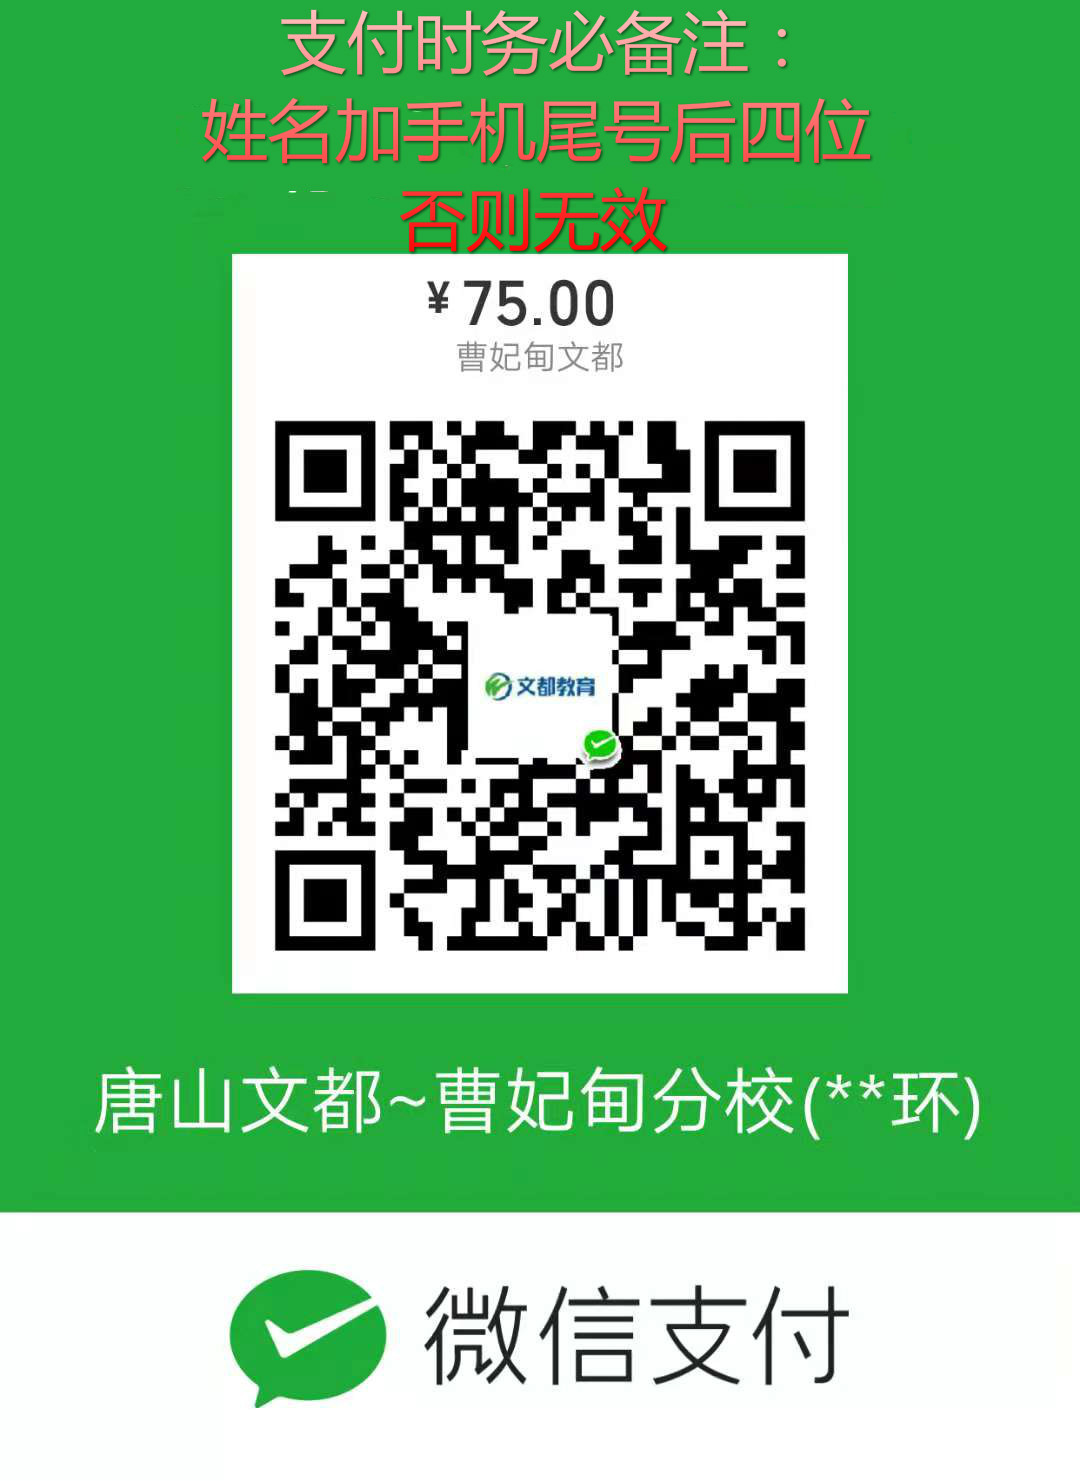 支付时务必备注：
姓名加手机尾号后四位
否则无效
¥75.00
曹妃甸文都
文都教育
唐山文都~曹妃甸分校(**环)
微信支付